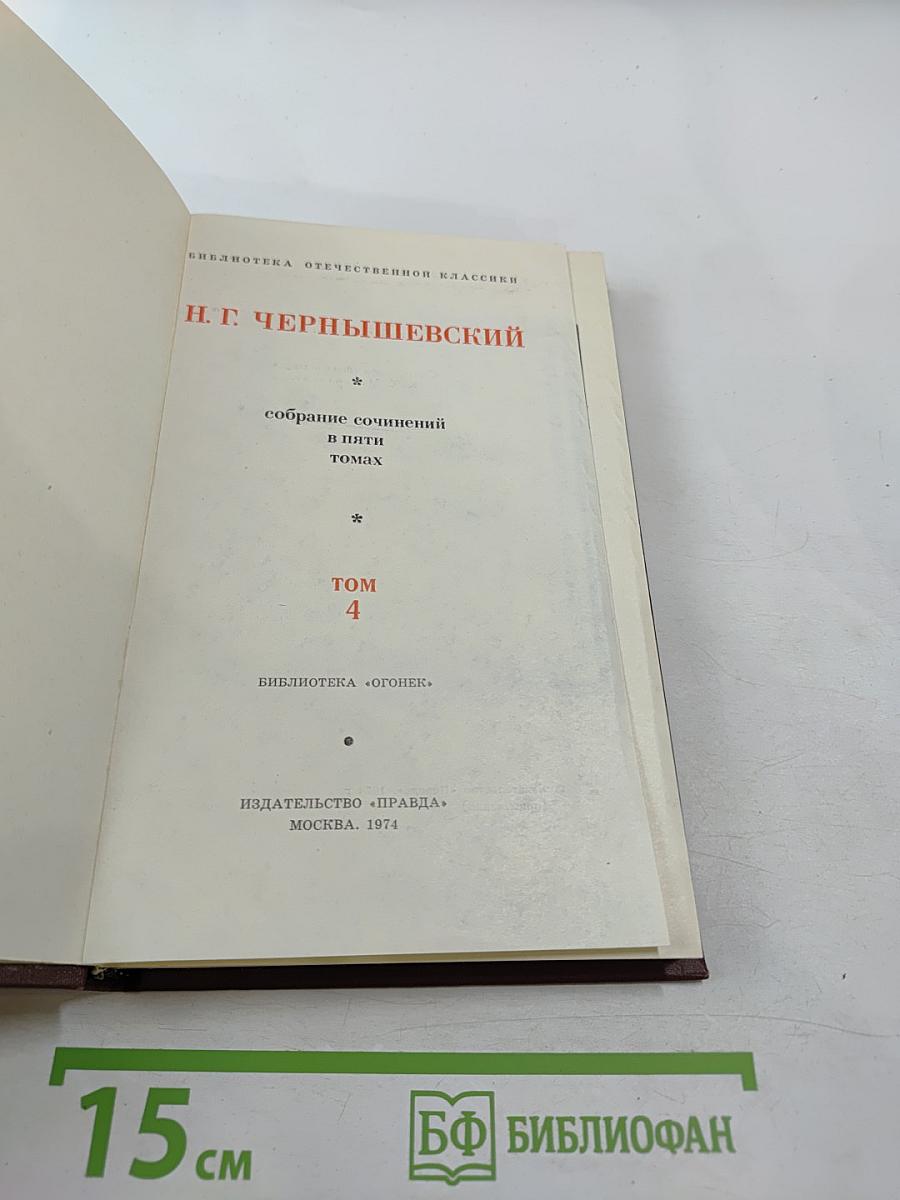 БИБЛИОТЕКА ОТЕЧЕСТВЕННОЙ КЛАССИКИ
Н. Г. ЧЕРНЫШЕВСКИЙ
*
собрание сочинений
в пяти
томах
*
ТОМ
4
БИБЛИОТЕКА «ОГОНЕК»
ИЗДАТЕЛЬСТВО «ПРАВДА»
МОСКВА. 1974
15 см
БФ БИБЛИОФАН